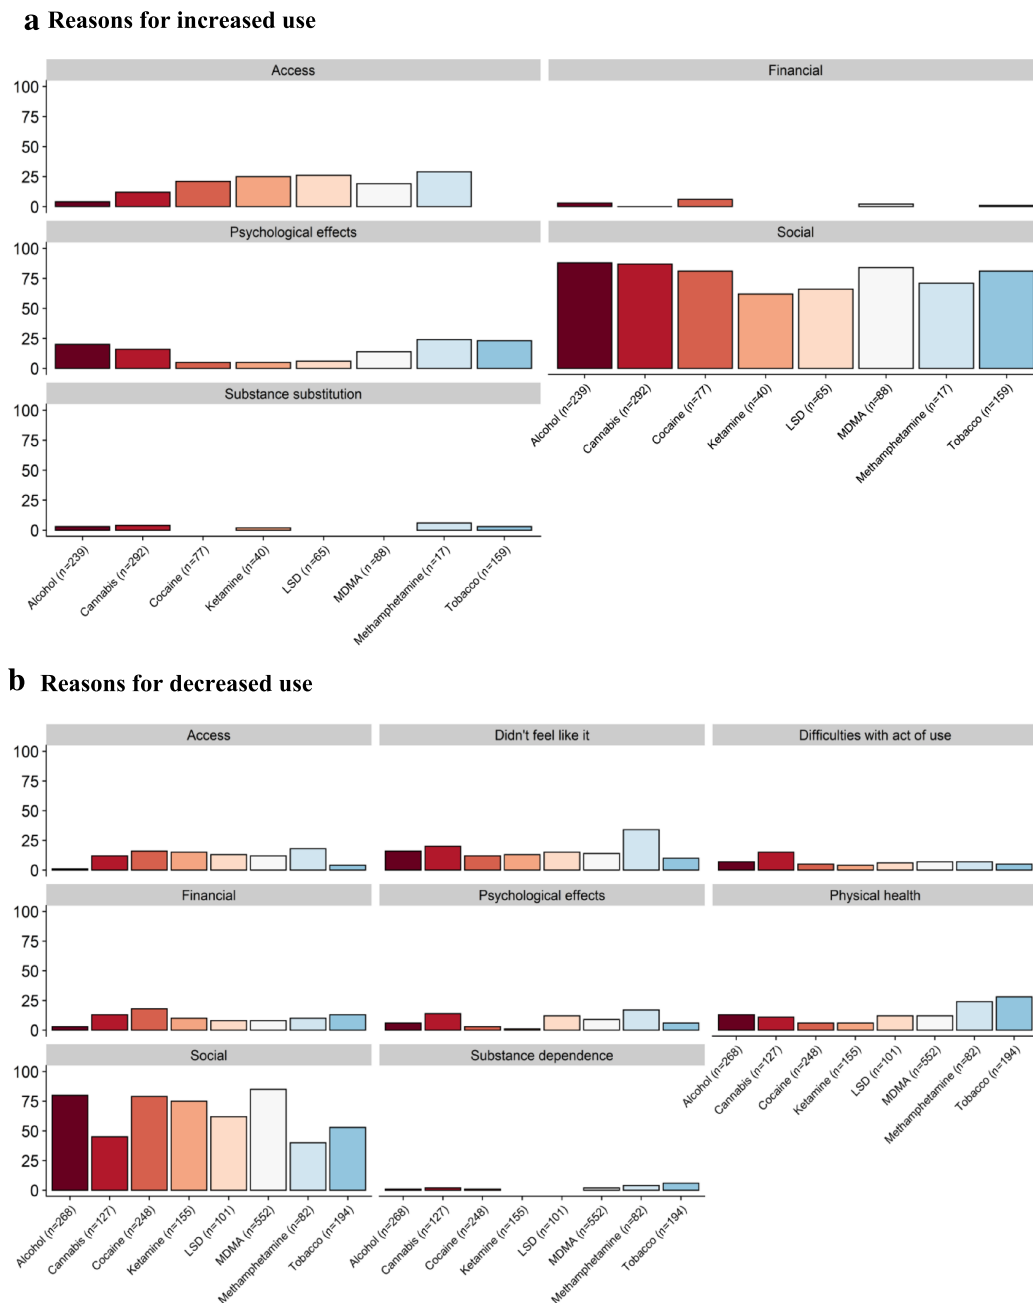 a Reasons for increased use
Access
Financial
100
75
50
25
0
Psychological effects
Social
100
75
50
25
0
Substance substitution
100
75
50
25
0
Alcohol (n=239)
Cannabis (n=292)
Cocaine (n=77)
Ketamine (n=40)
LSD (n=65)
MDMA (n=88)
Methamphetamine (n=17)
Tobacco (n=159)
Alcohol (n=239)
Cannabis (n=292)
Cocaine (n=77)
Ketamine (n=40)
LSD (n=65)
MDMA (n=88)
Methamphetamine (n=17)
Tobacco (n=159)
b Reasons for decreased use
Access
Didn't feel like it
Difficulties with act of use
100
75
50
25
0
Financial
Psychological effects
Physical health
100
75
50
25
0
Alcohol (n=268)
Cannabis (n=127)
Cocaine (n=248)
Ketamine (n=155)
LSD (n=101)
MDMA (n=552)
Methamphetamine (n=82)
Tobacco (n=194)
Social
Substance dependence
100
75
50
25
0
Alcohol (n=268)
Cannabis (n=127)
Cocaine (n=248)
Ketamine (n=155)
LSD (n=101)
MDMA (n=552)
Methamphetamine (n=82)
Tobacco (n=194)
Alcohol (n=268)
Cannabis (n=127)
Cocaine (n=248)
Ketamine (n=155)
LSD (n=101)
MDMA (n=552)
Methamphetamine (n=82)
Tobacco (n=194)